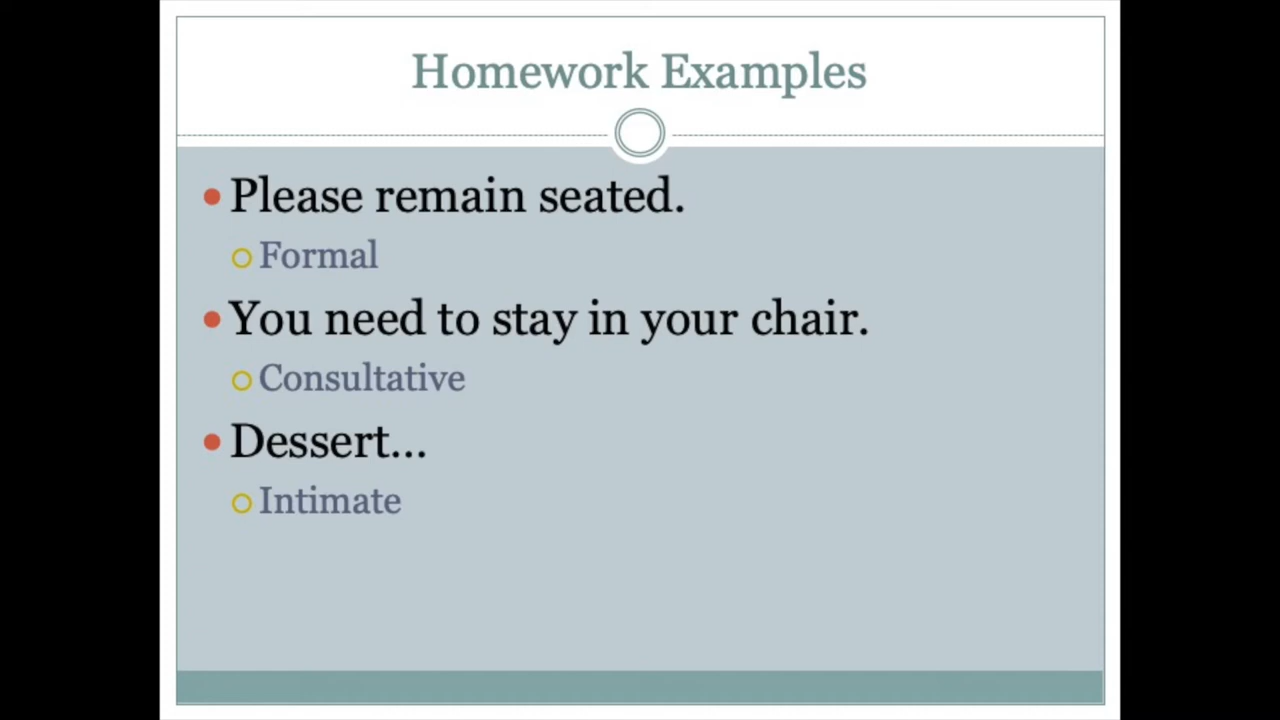 Homework Examples
Please remain seated.
Formal
You need to stay in your chair.
Consultative
Dessert...
Intimate